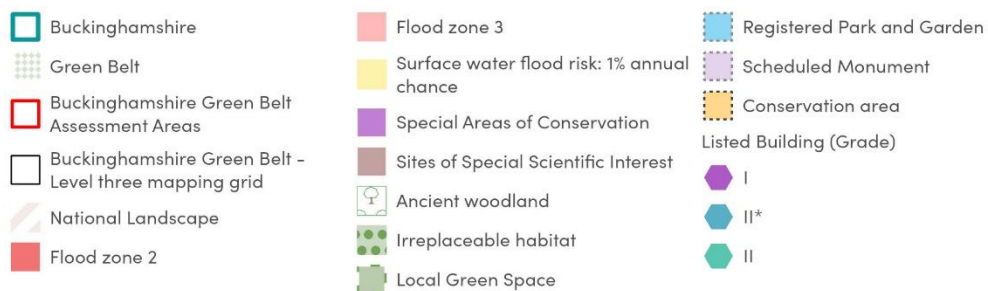 Buckinghamshire
Green Belt
Buckinghamshire Green Belt
Assessment Areas
Buckinghamshire Green Belt -
Level three mapping grid
National Landscape
Flood zone 2
Flood zone 3
Surface water flood risk: 1% annual
chance
Special Areas of Conservation
Sites of Special Scientific Interest
Ancient woodland
Irreplaceable habitat
Local Green Space
Registered Park and Garden
Scheduled Monument
Conservation area
Listed Building (Grade)
I
II*
II